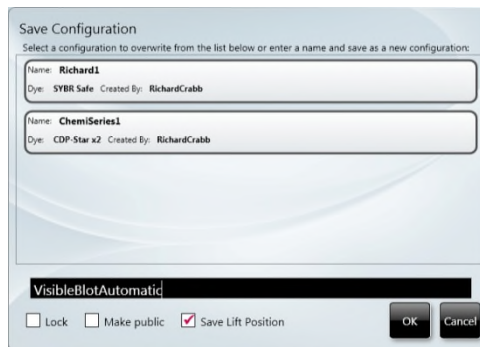 Save Configuration
Select a configuration to overwrite from the list below or enter a name and save as a new configuration:
Name: Richard1
Dye: SYBR Safe Created By: RichardCrabb
Name: ChemiSeries1
Dye: CDP-Star x2 Created By: RichardCrabb
VisibleBlotAutomatic
Lock Make public Save Lift Position OK Cancel